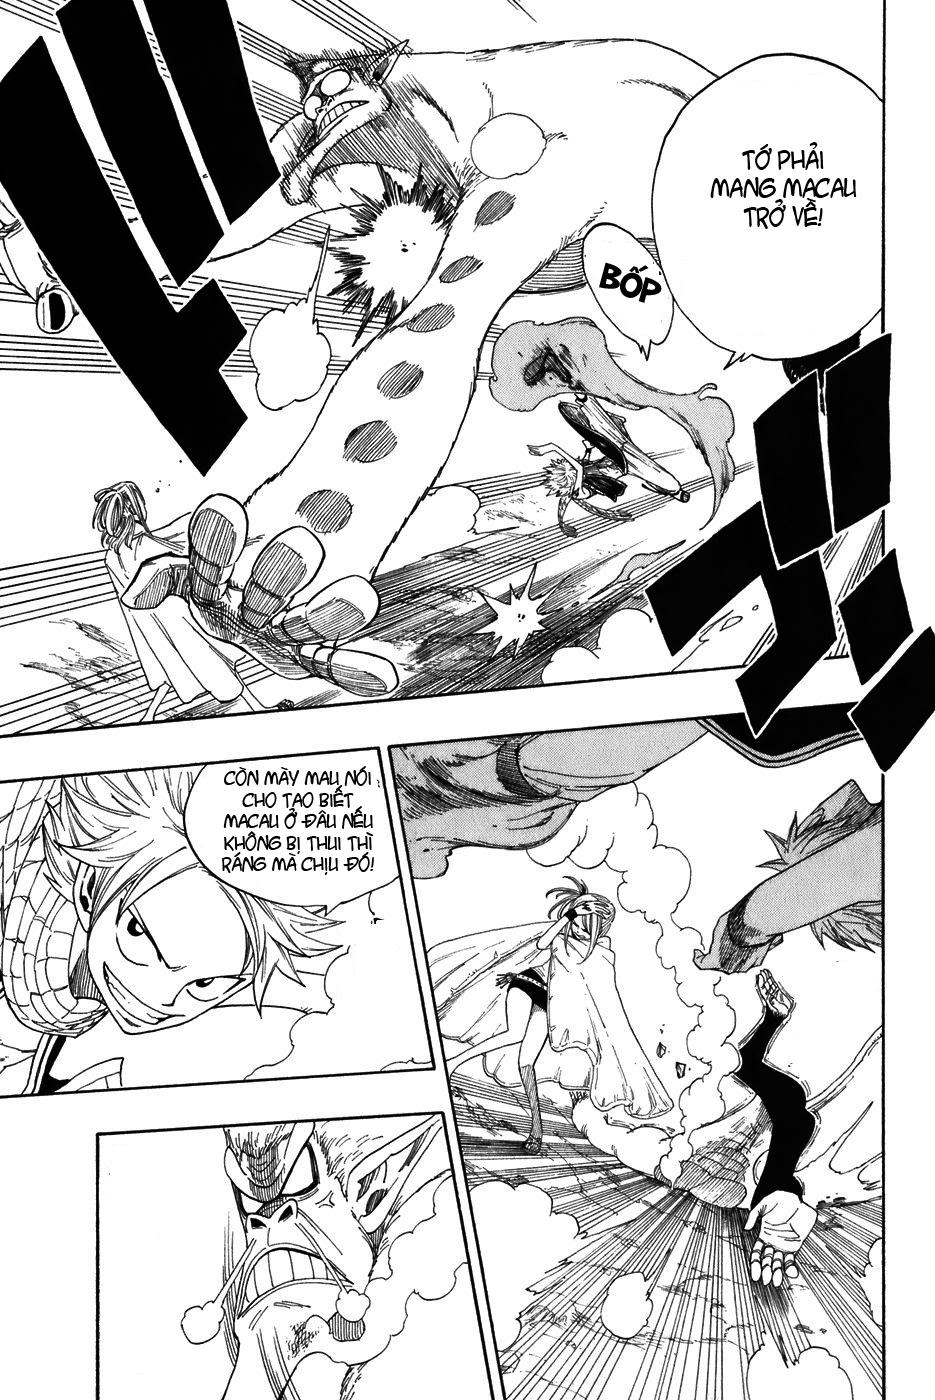 TỚ PHẢI
MANG MACAU
TRỞ VỀ!
BỐP
CÒN MÀY MAU NÓI
CHO TAO BIẾT
MACAU Ở ĐÂU NẾU
KHÔNG BỊ THUI THÌ
RÁNG MÀ CHỊU ĐÓ!